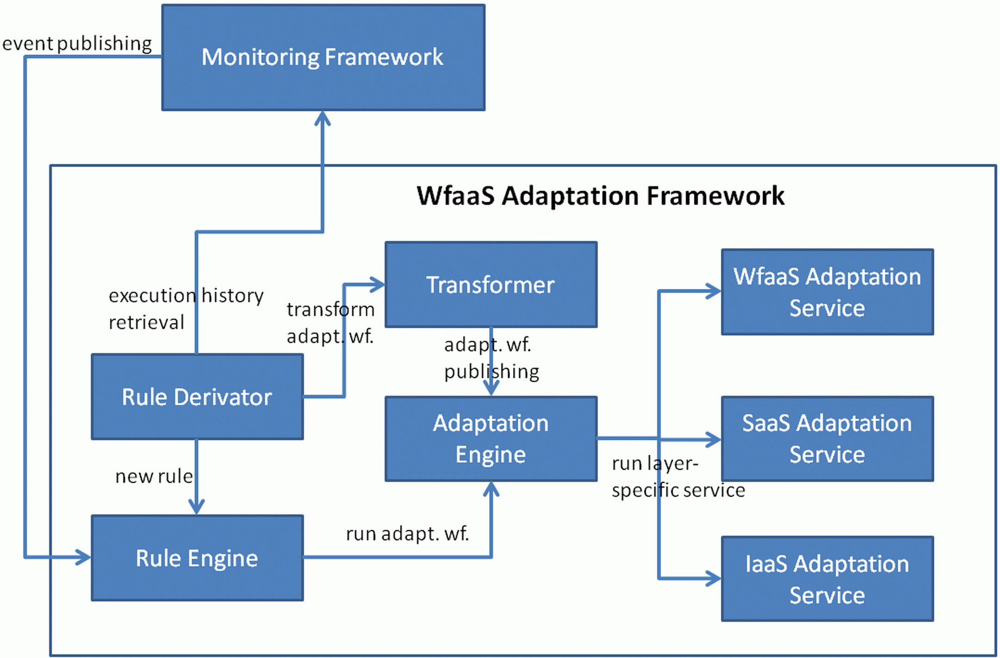 event publishing
Monitoring Framework
WfaaS Adaptation Framework
execution history
retrieval
transform
adapt. wf.
Transformer
adapt. wf.
publishing
WfaaS Adaptation
Service
Rule Derivator
Adaptation
Engine
SaaS Adaptation
Service
new rule
run layer-
specific service
Rule Engine
run adapt. wf.
IaaS Adaptation
Service